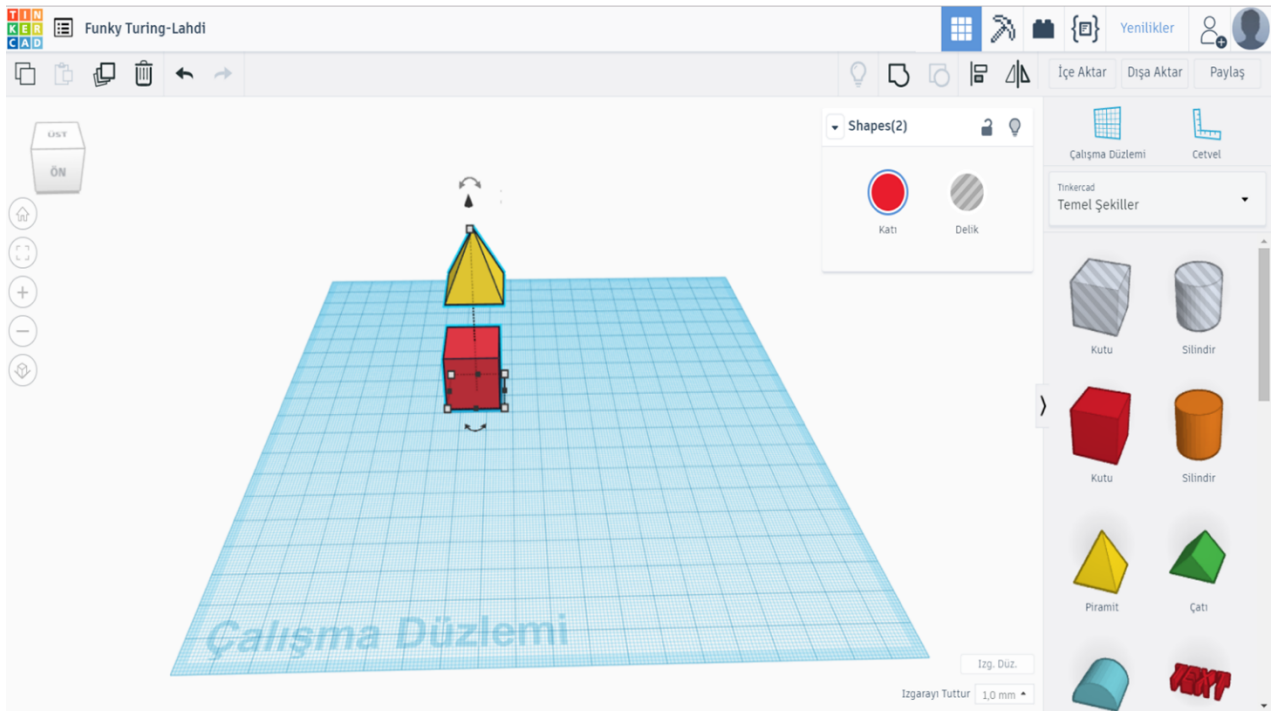 TIN
KER
CAD
Funky Turing-Lahdi
Yenilikler
İçe Aktar
Dışa Aktar
Paylaş
ÜST
ÖN
Shapes(2)
Katı
Delik
Çalışma Düzlemi
Cetvel
Tinkercad
Temel Şekiller
Kutu
Silindir
Kutu
Silindir
Piramit
Çatı
TEXT
Çalışma Düzlemi
Izg. Düz.
Izgarayı Tuttur
1,0 mm